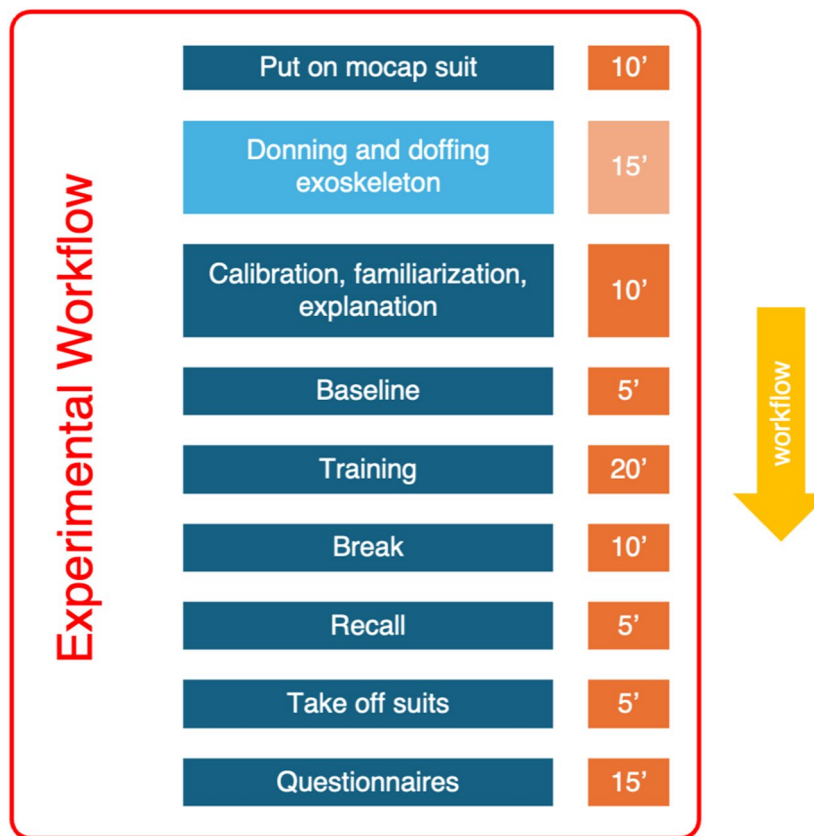 Experimental Workflow
Put on mocap suit
10’
Donning and doffing
exoskeleton
15’
Calibration, familiarization,
explanation
10’
Baseline
5’
Training
20’
Break
10’
Recall
5’
Take off suits
5’
Questionnaires
15’
workflow